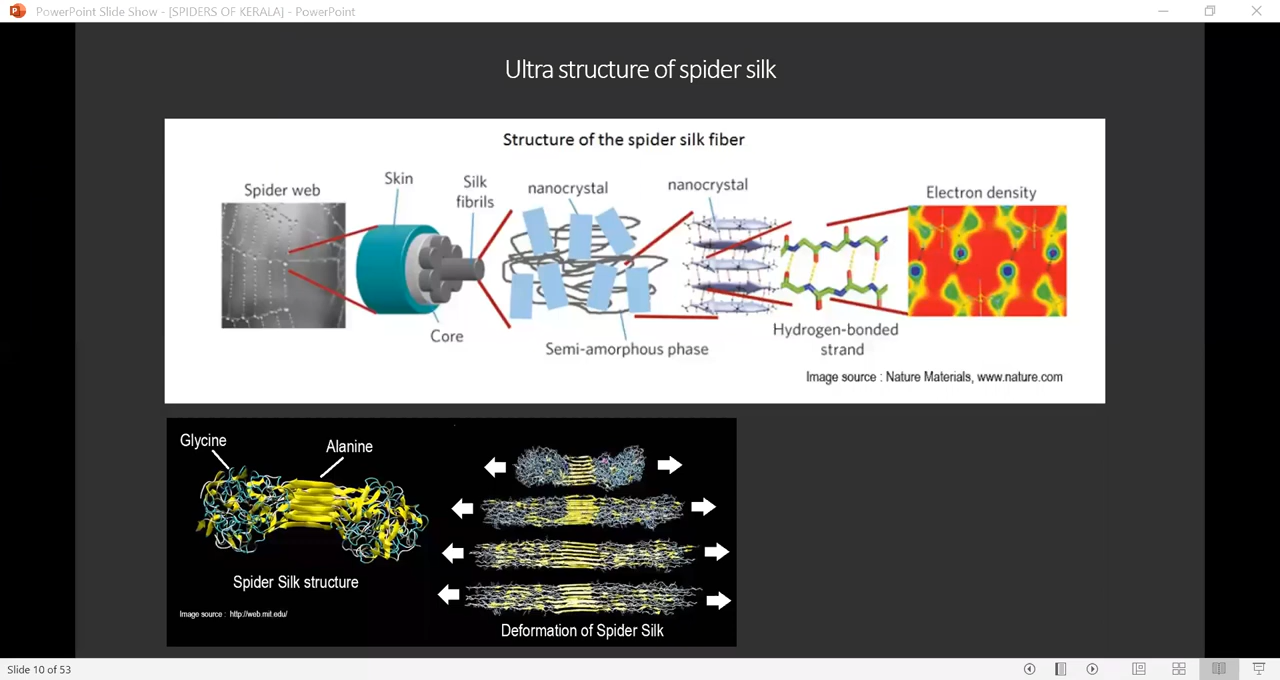 PowerPoint Slide Show - [SPIDERS OF KERALA] - PowerPoint
Ultra structure of spider silk
Structure of the spider silk fiber
Spider web
Skin
Silk
fibrils
nanocrystal
nanocrystal
Electron density
Core
Semi-amorphous phase
Hydrogen-bonded
strand
Image source : Nature Materials, www.nature.com
Glycine
Alanine
Spider Silk structure
Image source : http://web.mit.edu/
Deformation of Spider Silk
Slide 10 of 53